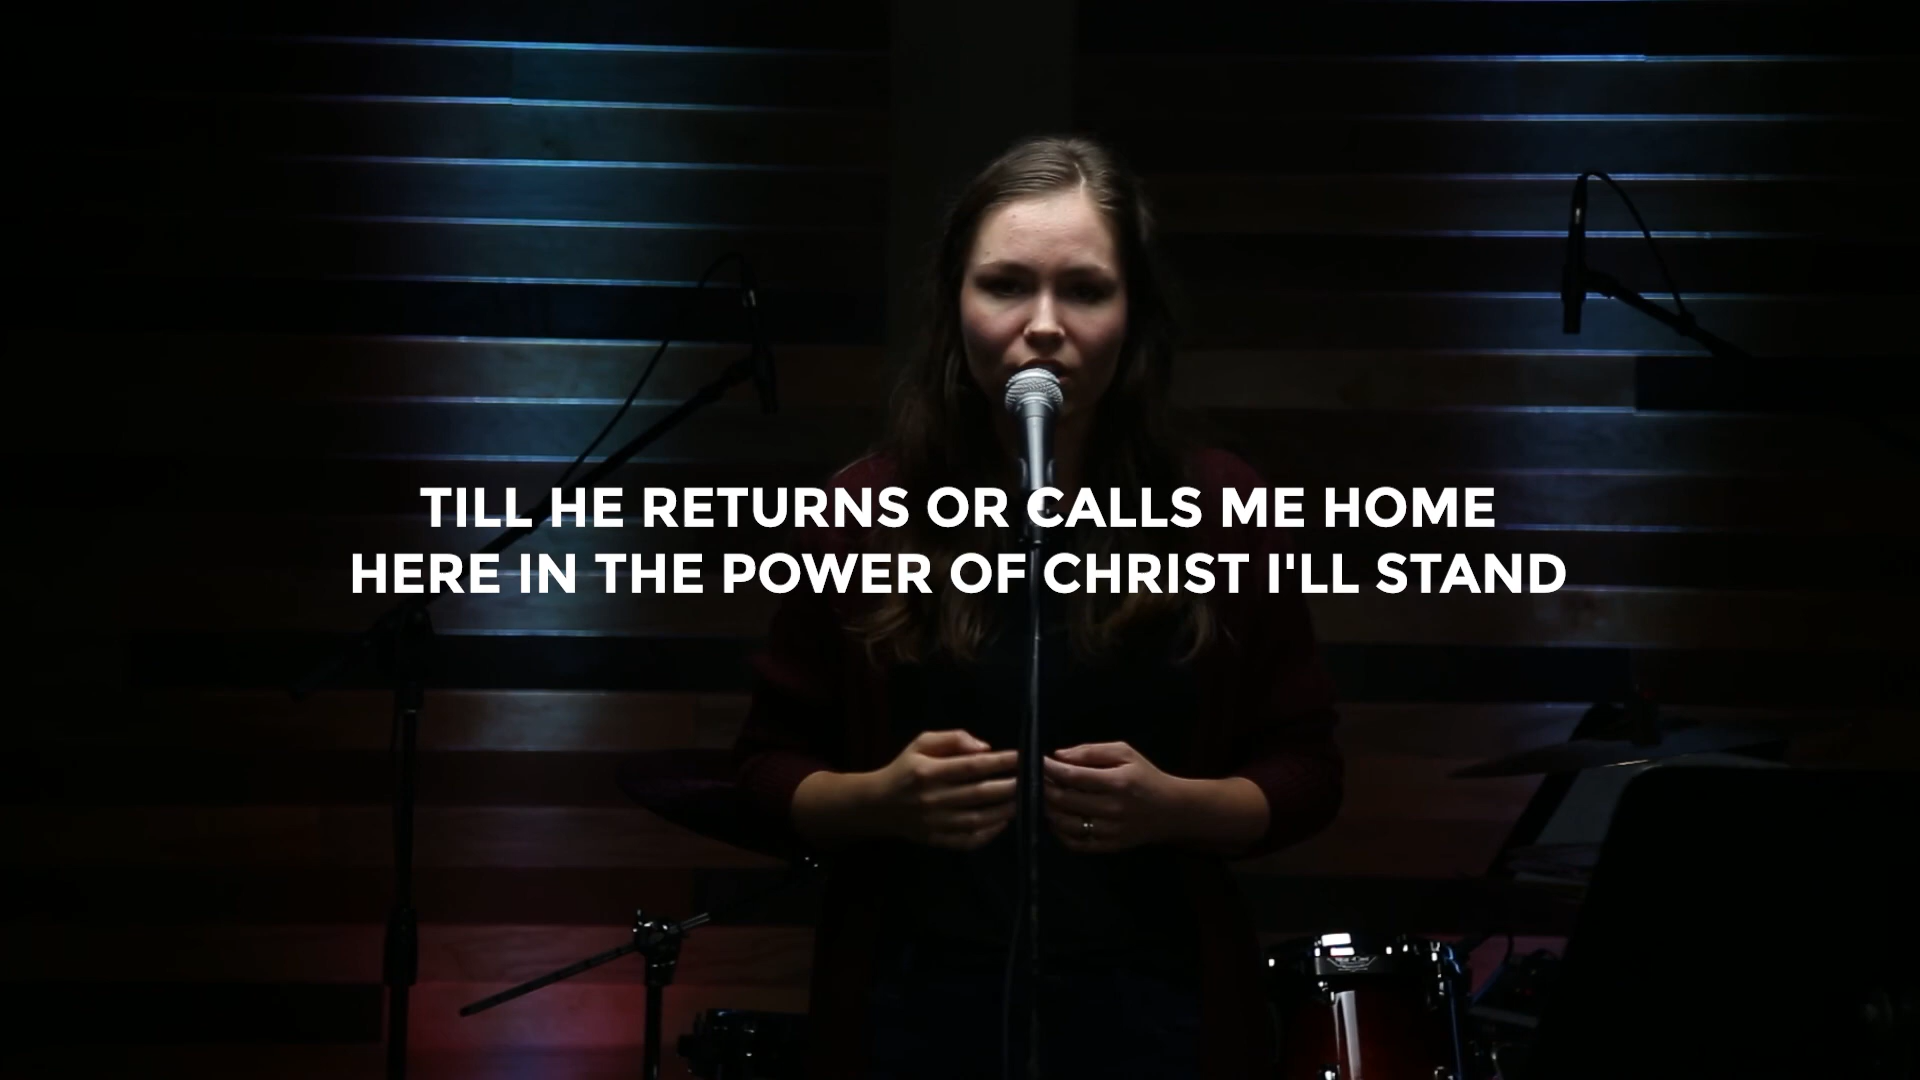 TILL HE RETURNS OR CALLS ME HOME
HERE IN THE POWER OF CHRIST I'LL STAND